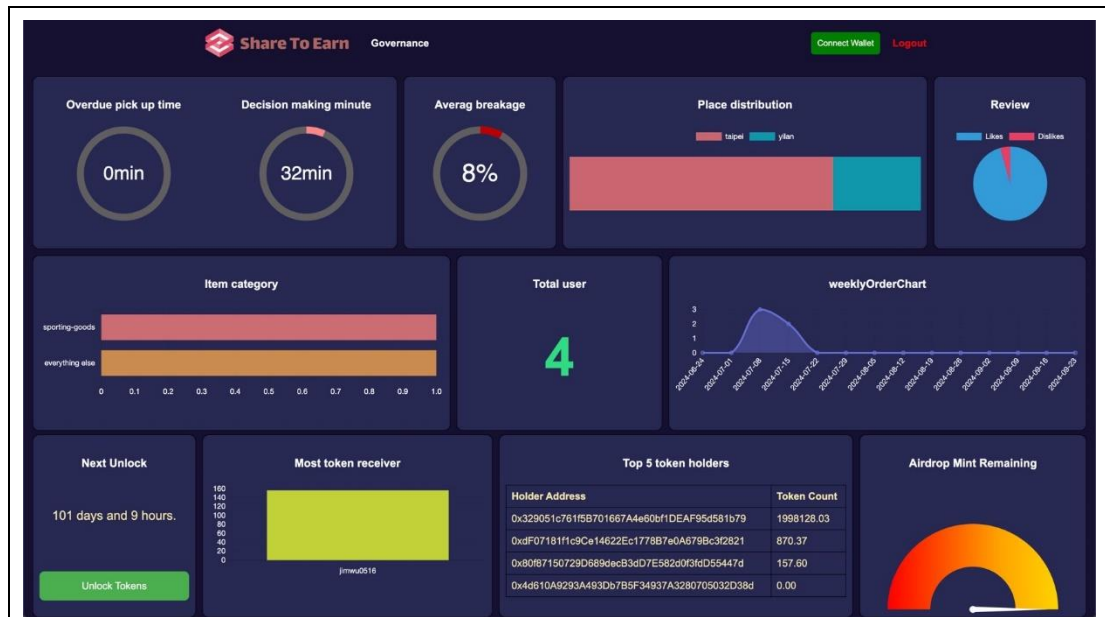 Share To Earn Governance Connect Wallet Logout
Overdue pick up time
0min
Decision making minute
32min
Averag breakage
8%
Place distribution
taipei yilan
Review
Likes Dislikes
Item category
sporting-goods
everything else
0 0.1 0.2 0.3 0.4 0.5 0.6 0.7 0.8 0.9 1.0
Total user
4
weeklyOrderChart
3
2
1
0
2024-06-24 2024-07-01 2024-07-08 2024-07-15 2024-07-22 2024-07-29 2024-08-05 2024-08-12 2024-08-19 2024-08-26 2024-09-02 2024-09-09 2024-09-16 2024-09-23
Next Unlock
101 days and 9 hours.
Unlock Tokens
Most token receiver
160
140
120
100
80
60
40
20
0
jimwu0516
Top 5 token holders
Holder Address Token Count
0x329051c761f5B701667A4e60bf1DEAF95d581b79 1998128.03
0xdF07181f1c9Ce14622Ec1778B7e0A679Bc3f2821 870.37
0x80f87150729D689decB3dD7E582d0f3fdD55447d 157.60
0x4d610A9293A493Db7B5F34937A3280705032D38d 0.00
Airdrop Mint Remaining